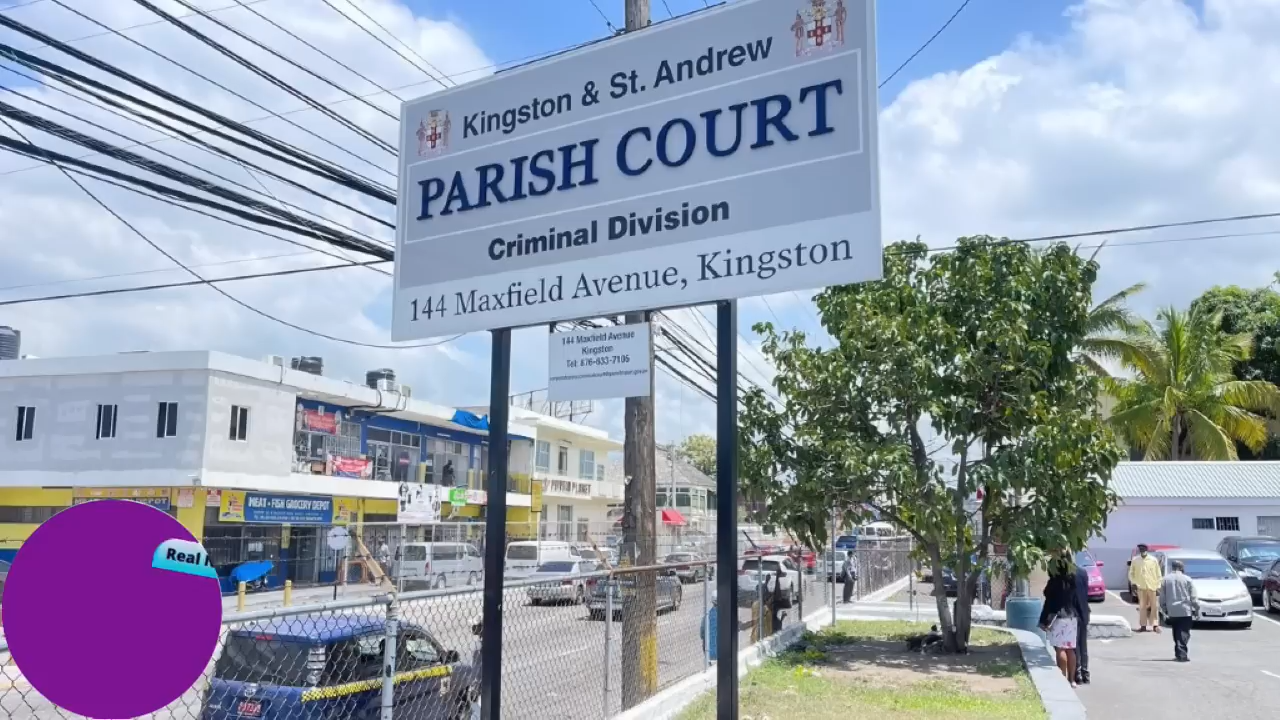 Kingston & St. Andrew
PARISH COURT
Criminal Division
144 Maxfield Avenue, Kingston
144 Maxfield Avenue
Kingston
Tel: 876-633-7106
MEAT - FISH GROCERY DEPOT
Real